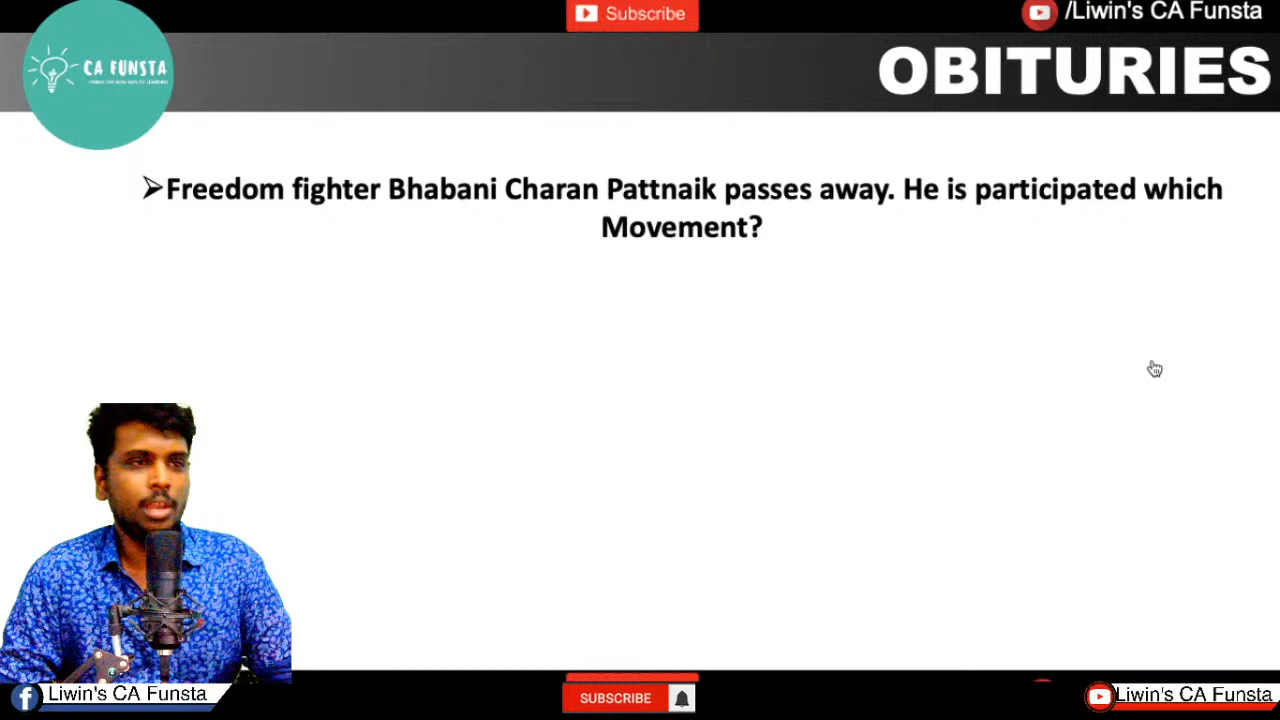 Subscribe
/Liwin's CA Funsta
CA FUNSTA
OBITURIES
➢Freedom fighter Bhabani Charan Pattnaik passes away. He is participated which
Movement?
Liwin's CA Funsta
SUBSCRIBE
Liwin's CA Funsta